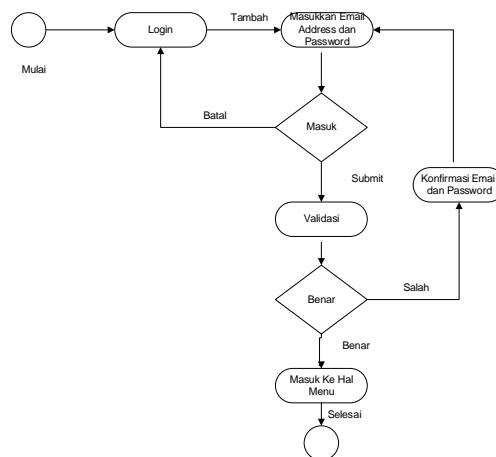 Mulai
Login
Tambah
Masukkan Email
Address dan
Password
Batal
Masuk
Submit
Konfirmasi Emai
dan Password
Validasi
Benar
Salah
Benar
Masuk Ke Hal
Menu
Selesai